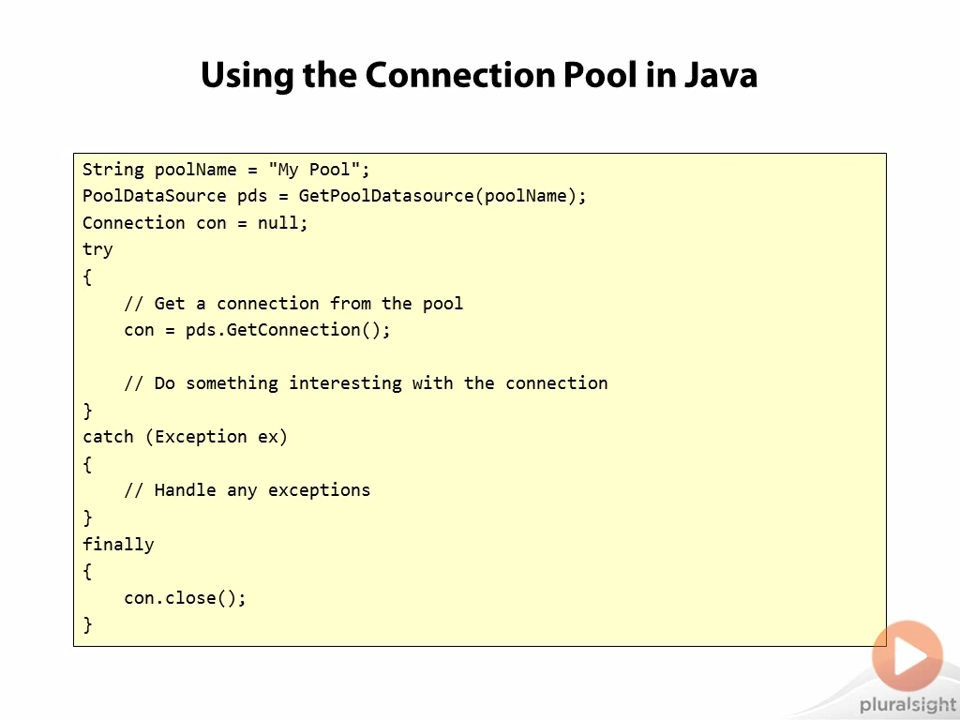 Using the Connection Pool in Java
String poolName = "My Pool";
PoolDataSource pds = GetPoolDatasource(poolName);
Connection con = null;
try
{
    // Get a connection from the pool
    con = pds.GetConnection();
    // Do something interesting with the connection
}
catch (Exception ex)
{
    // Handle any exceptions
}
finally
{
    con.close();
}
pluralsight